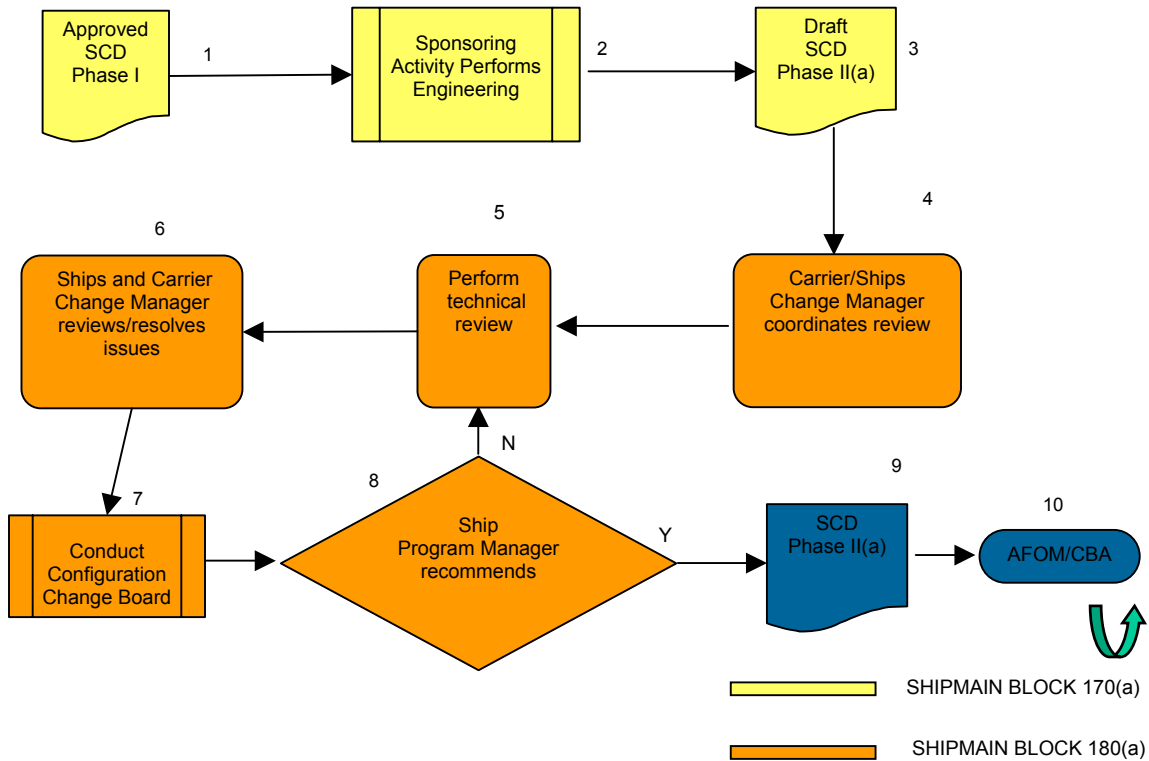 Approved
SCD
Phase I
1
Sponsoring
Activity Performs
Engineering
2
Draft
SCD
Phase II(a)
3
4
Carrier/Ships
Change Manager
coordinates review
5
Perform
technical
review
6
Ships and Carrier
Change Manager
reviews/resolves
issues
7
Conduct
Configuration
Change Board
8
Ship
Program Manager
recommends
N
Y
9
SCD
Phase II(a)
10
AFOM/CBA
SHIPMAIN BLOCK 170(a)
SHIPMAIN BLOCK 180(a)